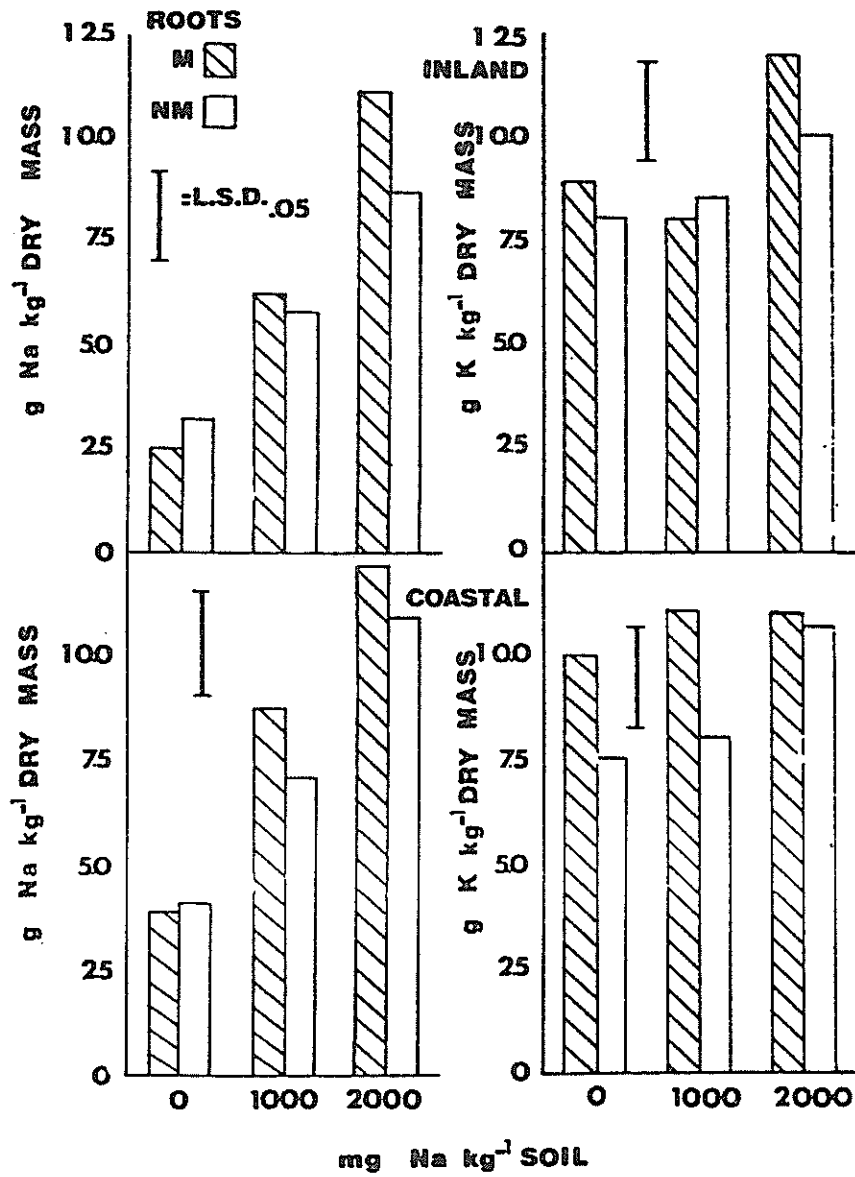 ROOTS
M
NM
=L.S.D. .05
12.5
10.0
7.5
5.0
2.5
0
g Na kg⁻¹ DRY MASS
INLAND
12.5
10.0
7.5
5.0
2.5
0
g K kg⁻¹ DRY MASS
10.0
7.5
5.0
2.5
0
g Na kg⁻¹ DRY MASS
0 1000 2000
COASTAL
10.0
7.5
5.0
2.5
0
g K kg⁻¹ DRY MASS
0 1000 2000
mg Na kg⁻¹ SOIL